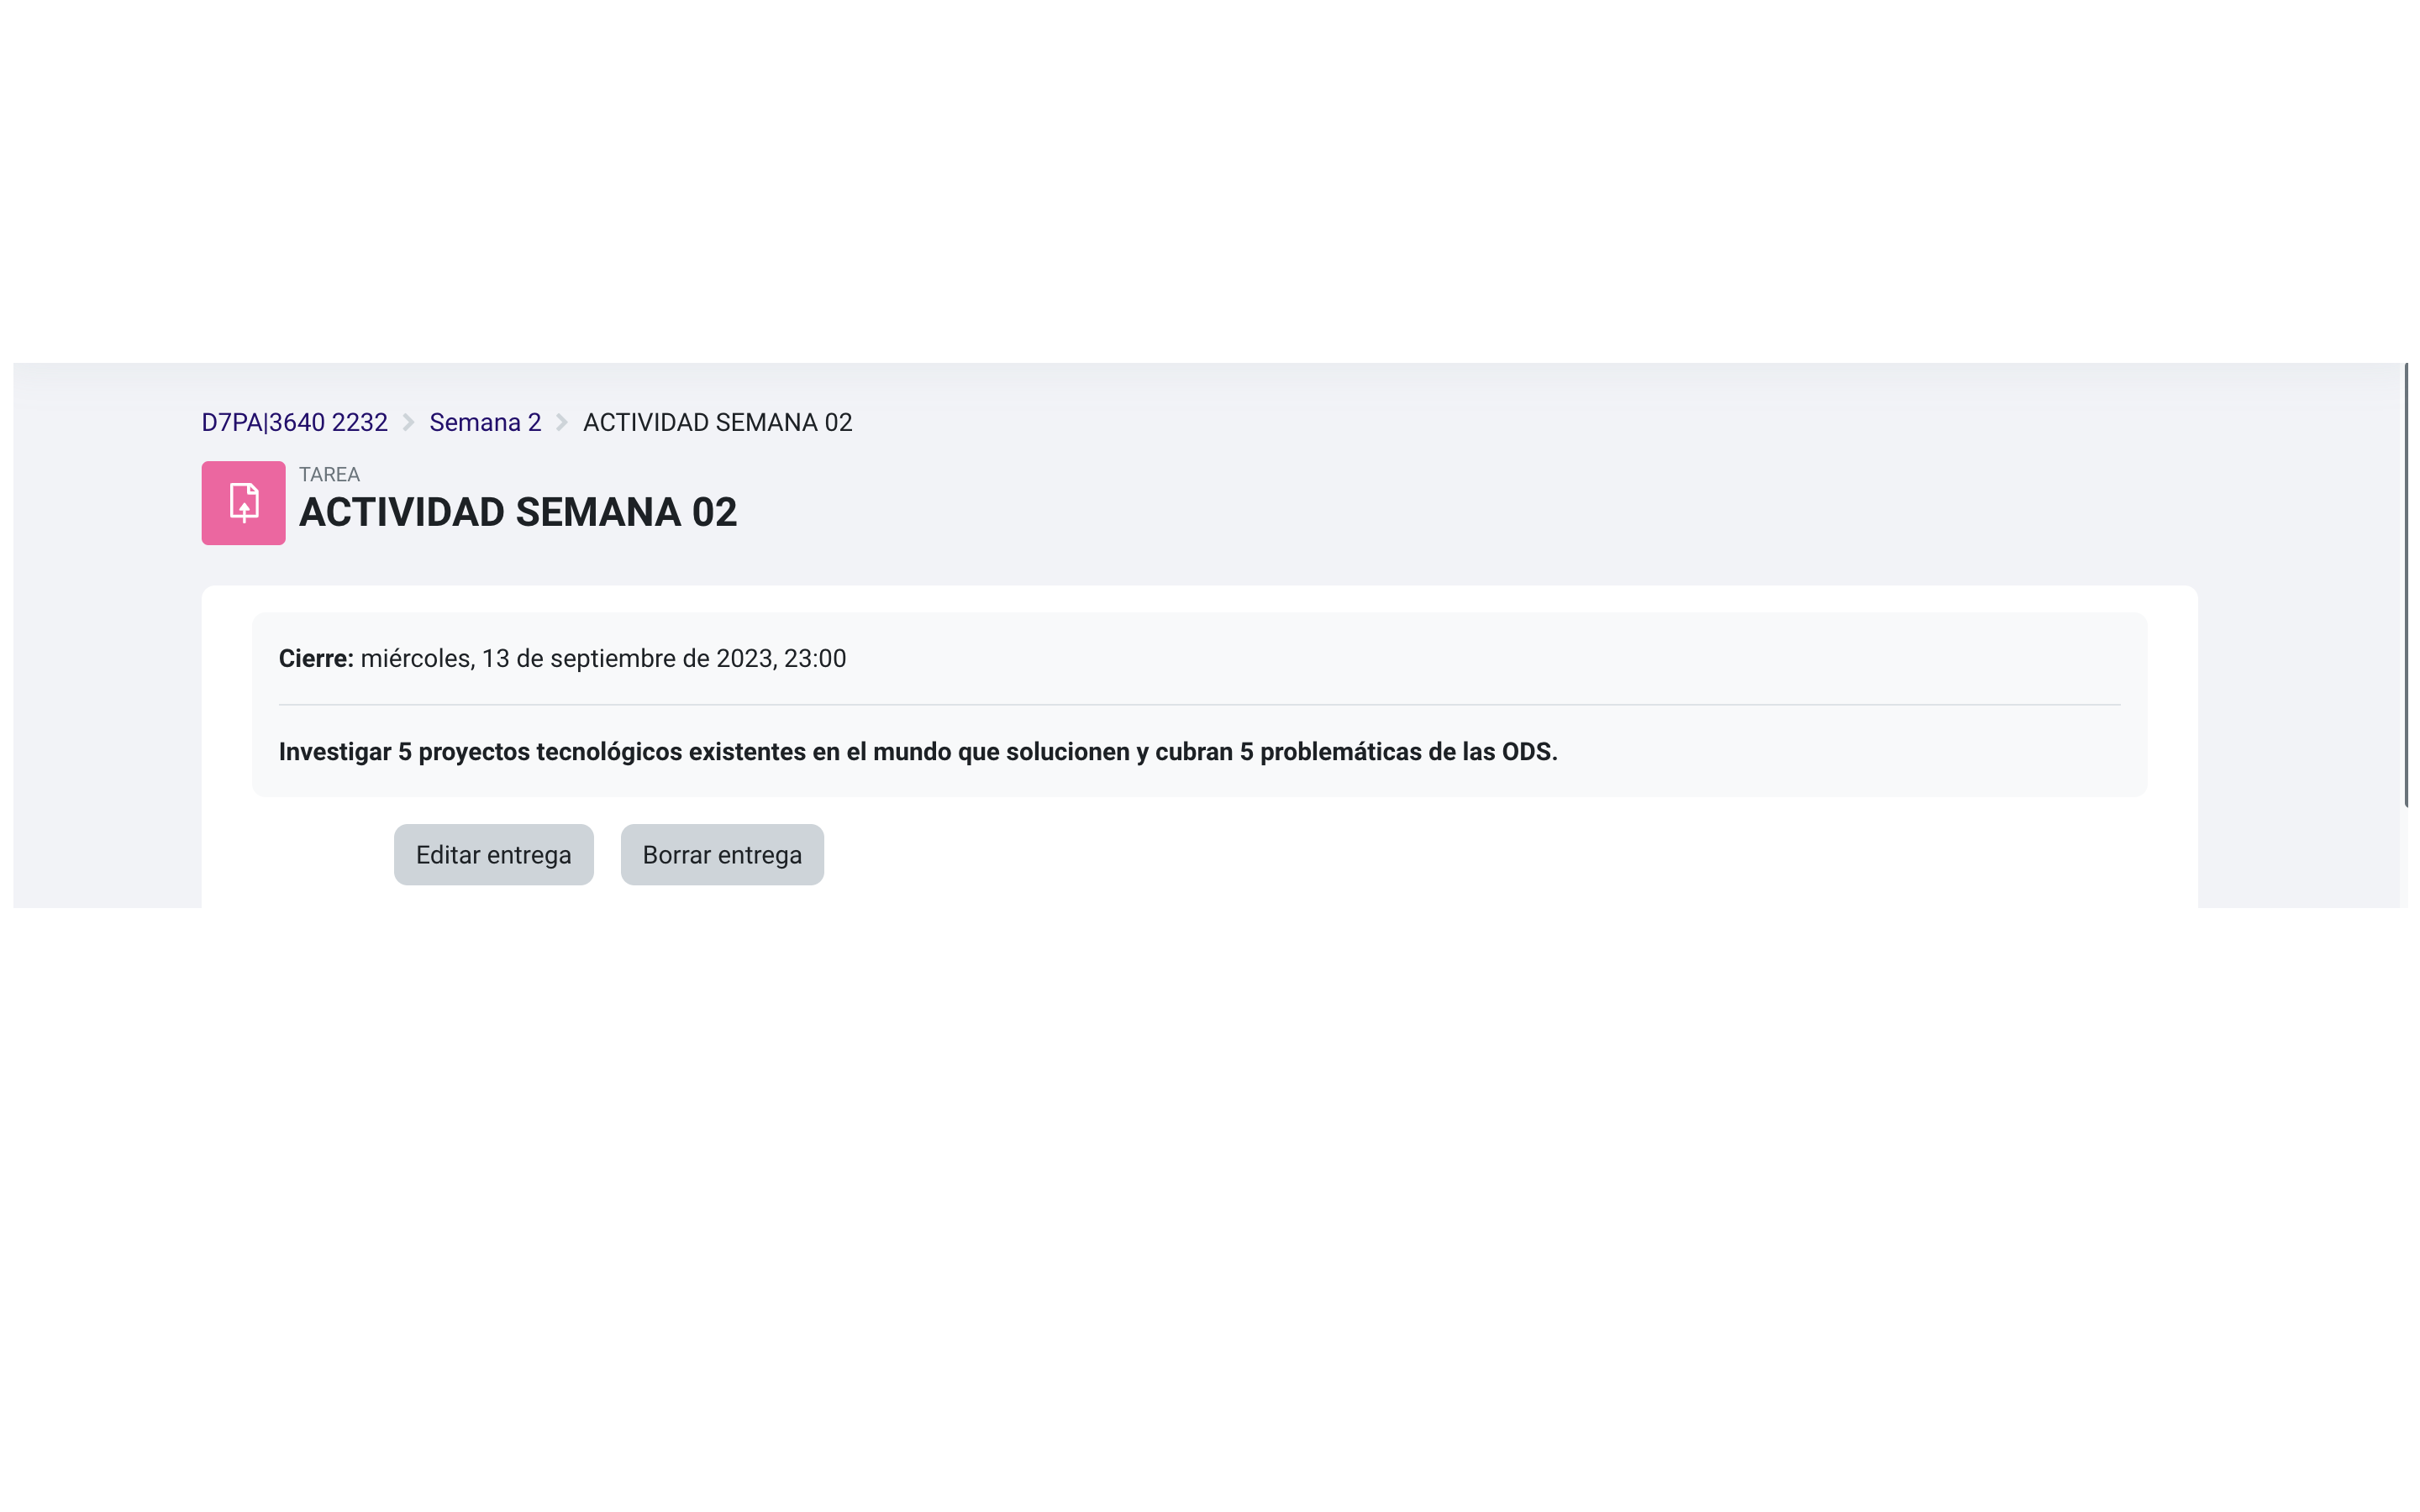 D7PA|3640 2232 > Semana 2 > ACTIVIDAD SEMANA 02
TAREA
ACTIVIDAD SEMANA 02
Cierre: miércoles, 13 de septiembre de 2023, 23:00
Investigar 5 proyectos tecnológicos existentes en el mundo que solucionen y cubran 5 problemáticas de las ODS.
Editar entrega Borrar entrega